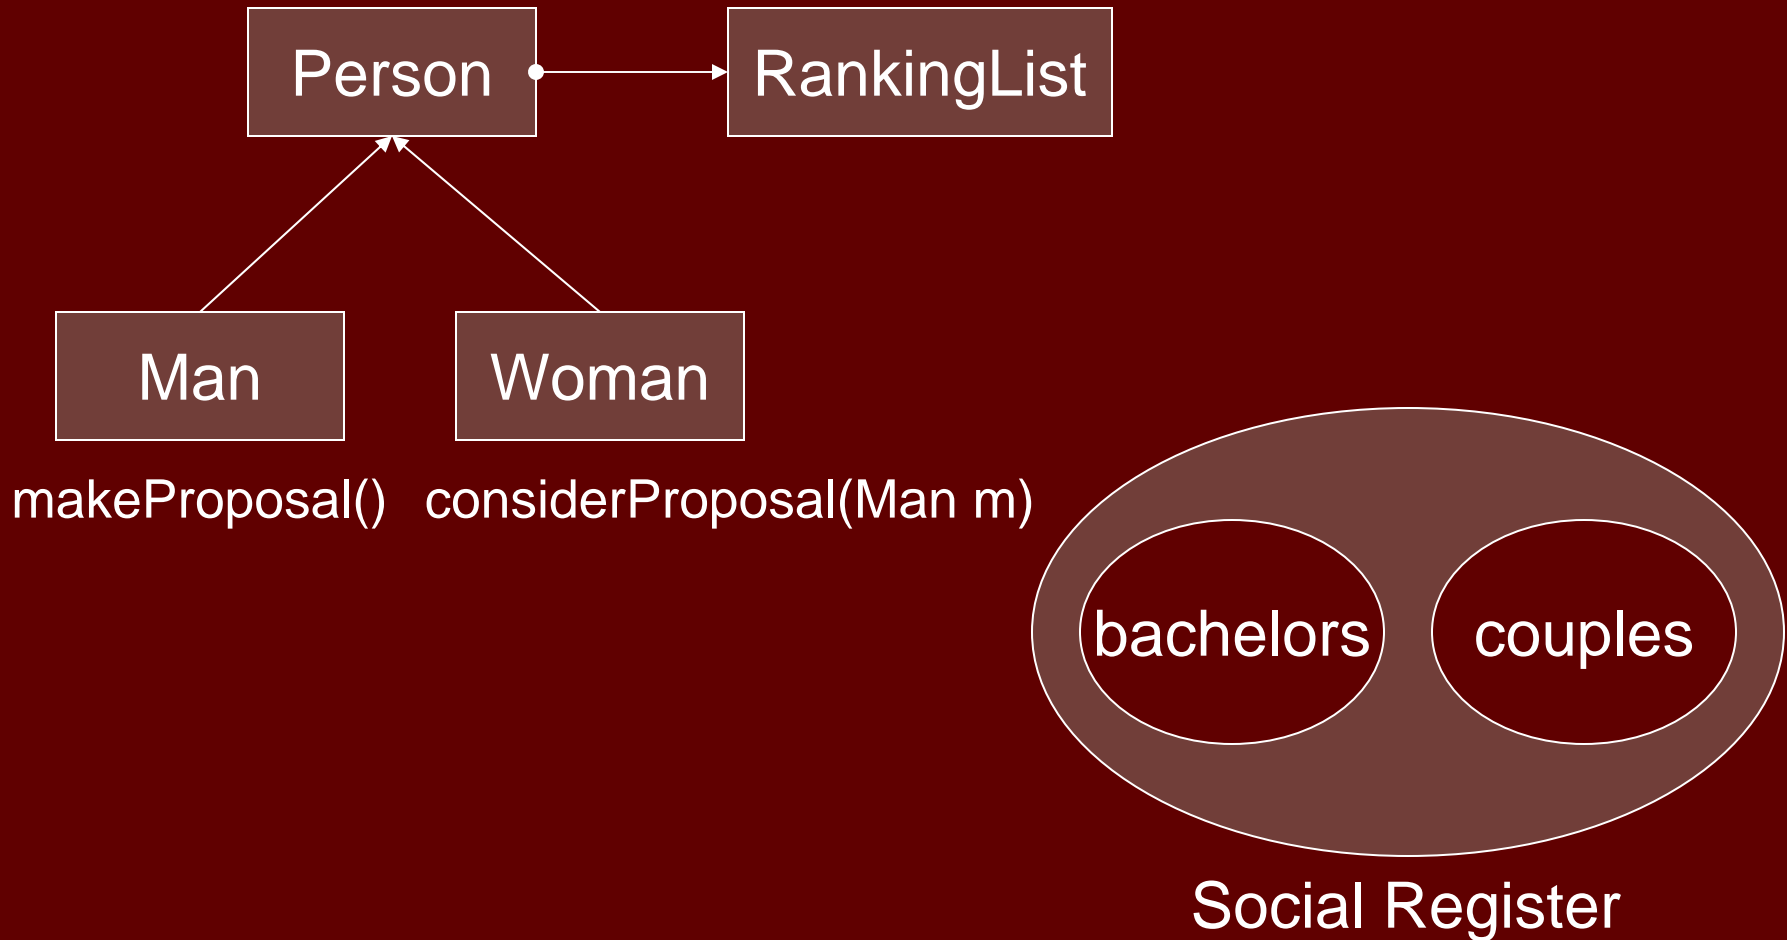 Person
RankingList
Man
Woman
makeProposal()
considerProposal(Man m)
bachelors
couples
Social Register